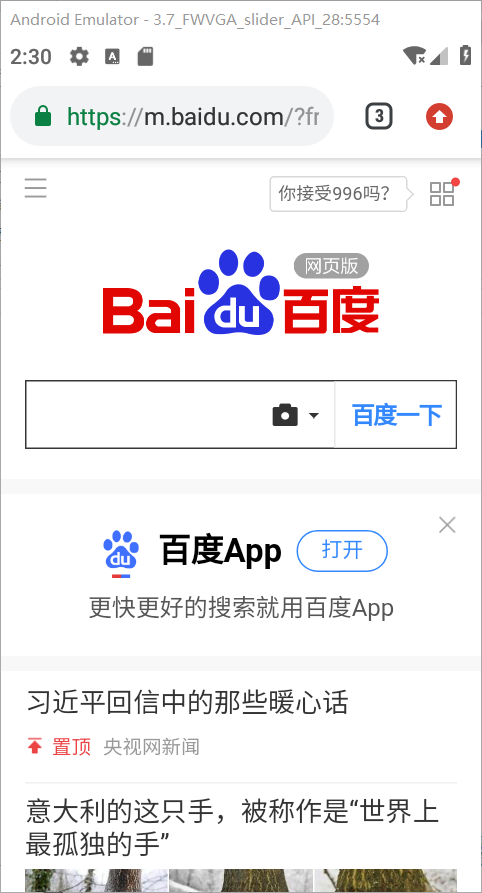 Android Emulator - 3.7_FWVGA_slider_API_28:5554
2:30
A
https://m.baidu.com/?fr
3
你接受996吗?
网页版
Bai du 百度
百度一下
百度App
打开
du
更快更好的搜索就用百度App
习近平回信中的那些暖心话
置顶 央视网新闻
意大利的这只手，被称作是“世界上
最孤独的手”